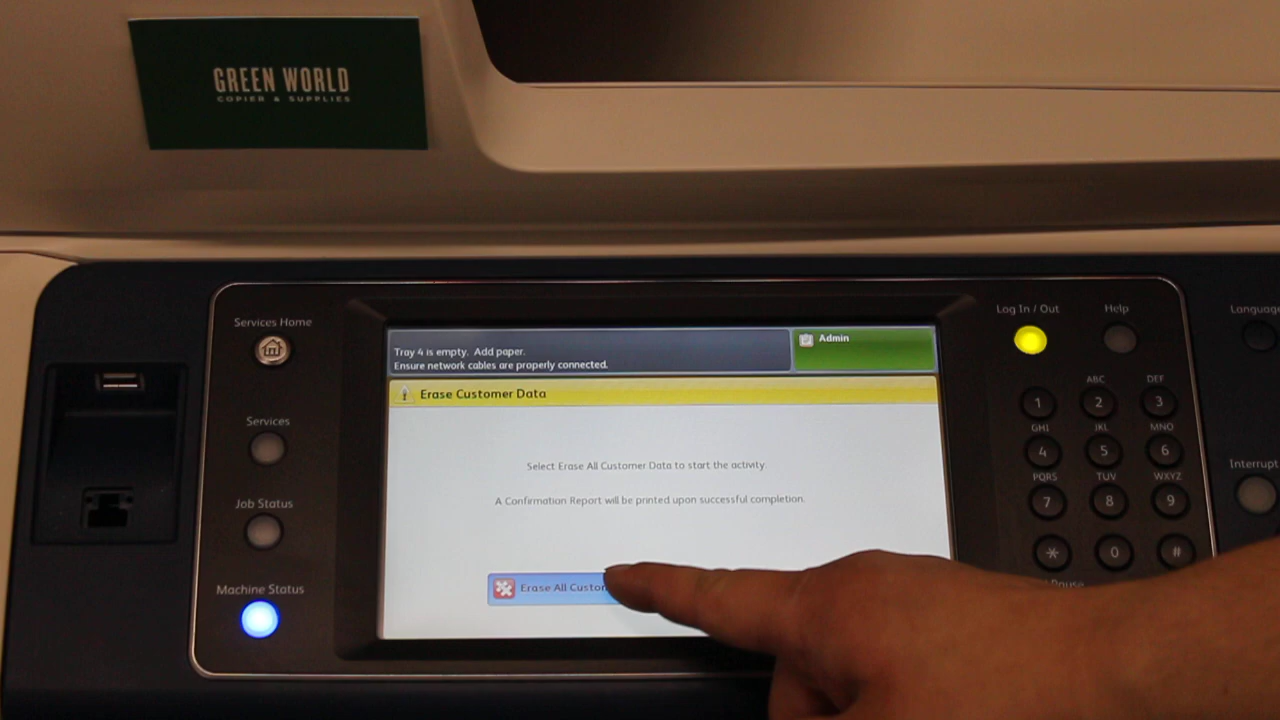 GREEN WORLD
COPIER & SUPPLIES
Services Home
Services
Job Status
Machine Status
Tray 4 is empty. Add paper.
Ensure network cables are properly connected.
Admin
Erase Customer Data
Select Erase All Customer Data to start the activity.
A Confirmation Report will be printed upon successful completion.
Erase All Custom
Log In / Out
Help
Language
ABC
DEF
1
2
3
GHI
JKL
MNO
4
5
6
PQRS
TUV
WXYZ
7
8
9
*
0
#
Pause
Interrupt